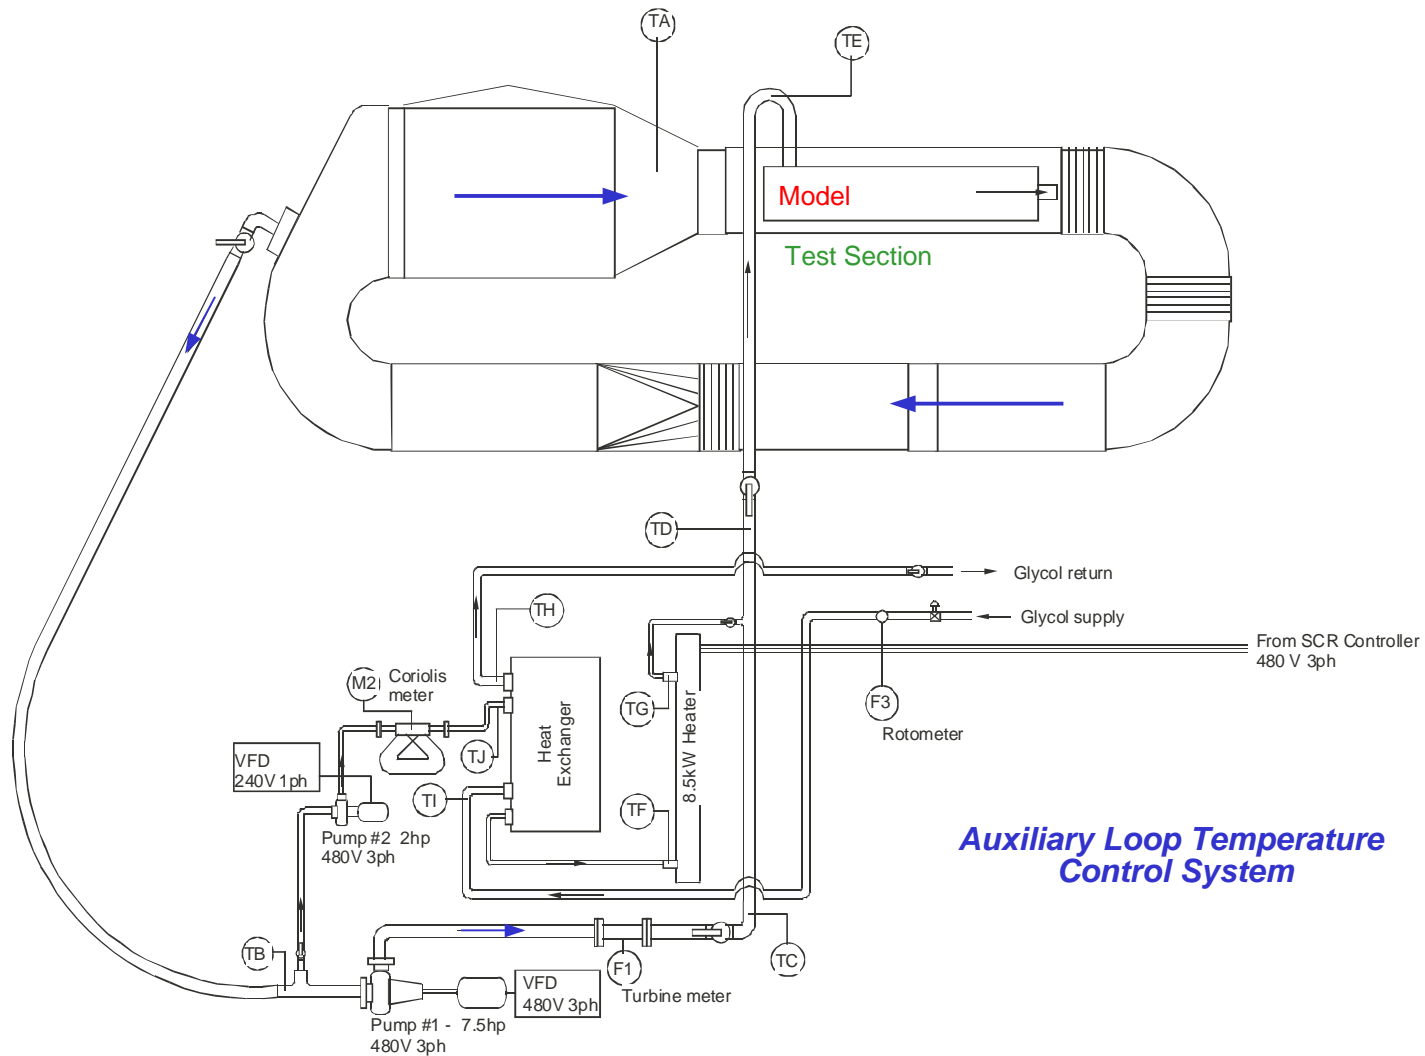 TA
TE
Model
Test Section
TD
Glycol return
TH
Glycol supply
From SCR Controller
480 V 3ph
M2
Coriolis
meter
TG
F3
Rotometer
8.5kW Heater
Heat
Exchanger
TJ
VFD
240V 1ph
TI
TF
Pump #2 2hp
480V 3ph
Auxiliary Loop Temperature
Control System
TB
F1
TC
VFD
480V 3ph
Turbine meter
Pump #1 - 7.5hp
480V 3ph